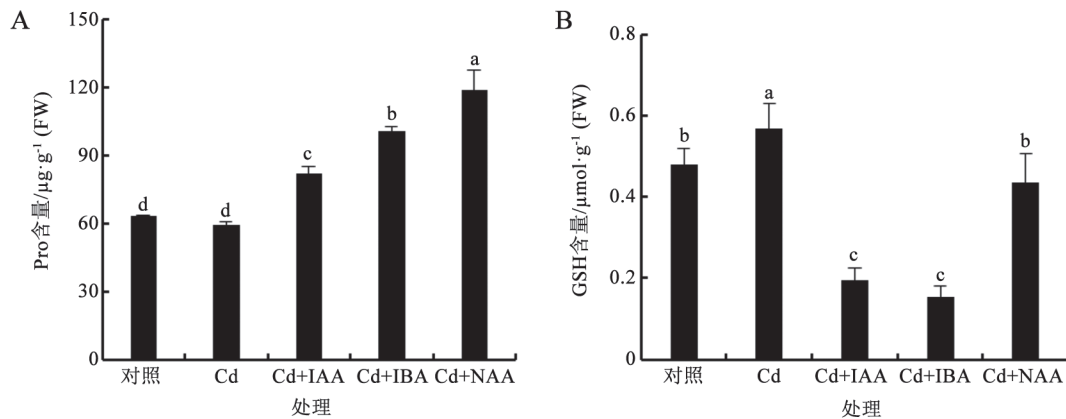 A
Pro含量/μg·g⁻¹ (FW)
150
120
90
60
30
0
d
d
c
b
a
对照
Cd
Cd+IAA
Cd+IBA
Cd+NAA
处理
B
GSH含量/μmol·g⁻¹ (FW)
0.8
0.6
0.4
0.2
0
b
a
c
c
b
对照
Cd
Cd+IAA
Cd+IBA
Cd+NAA
处理